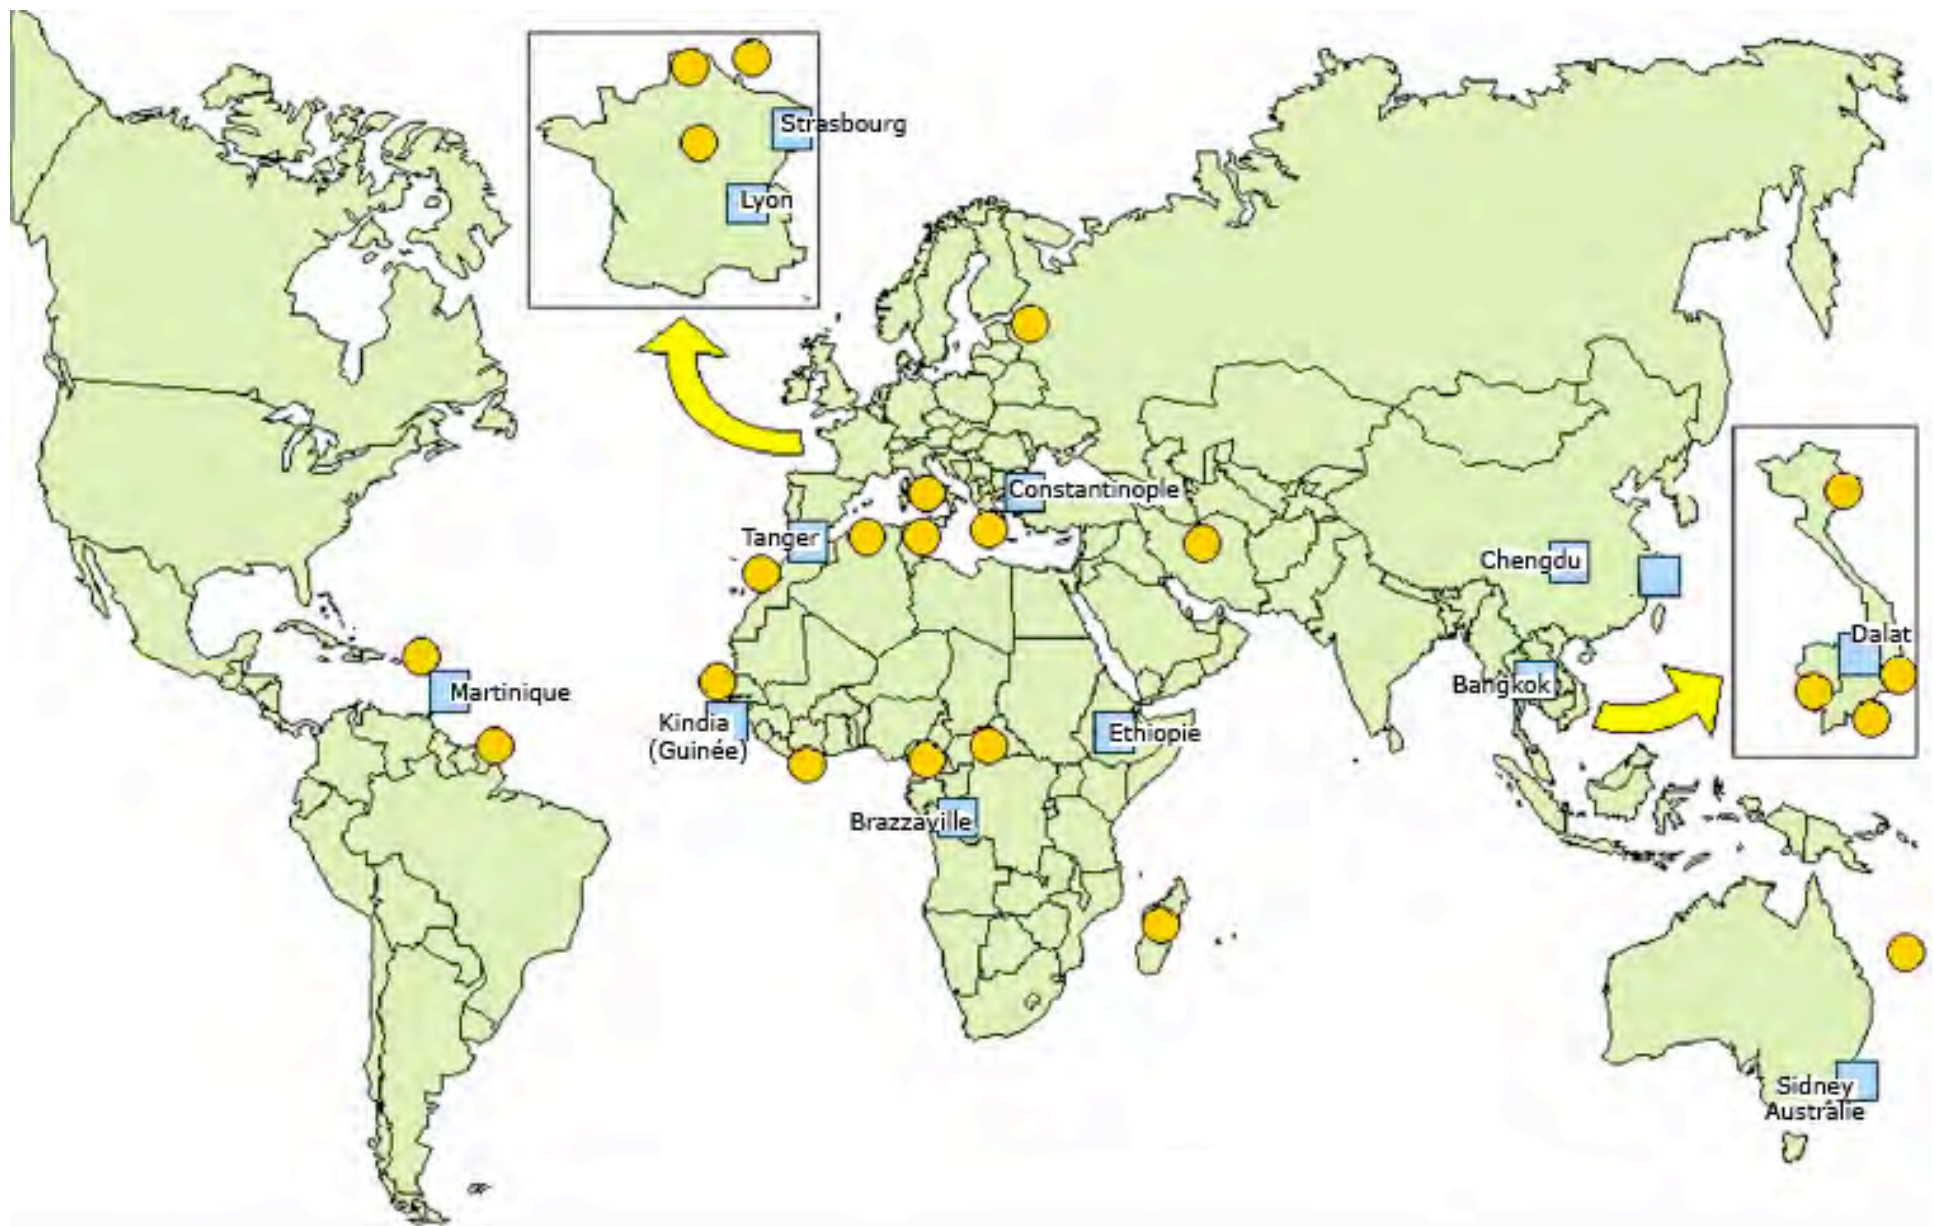 Strasbourg
Lyon
Constantinople
Tanger
Chengdu
Dalat
Martinique
Bangkok
Kindia
(Guinée)
Ethiopie
Brazzaville
Sidney
Australie